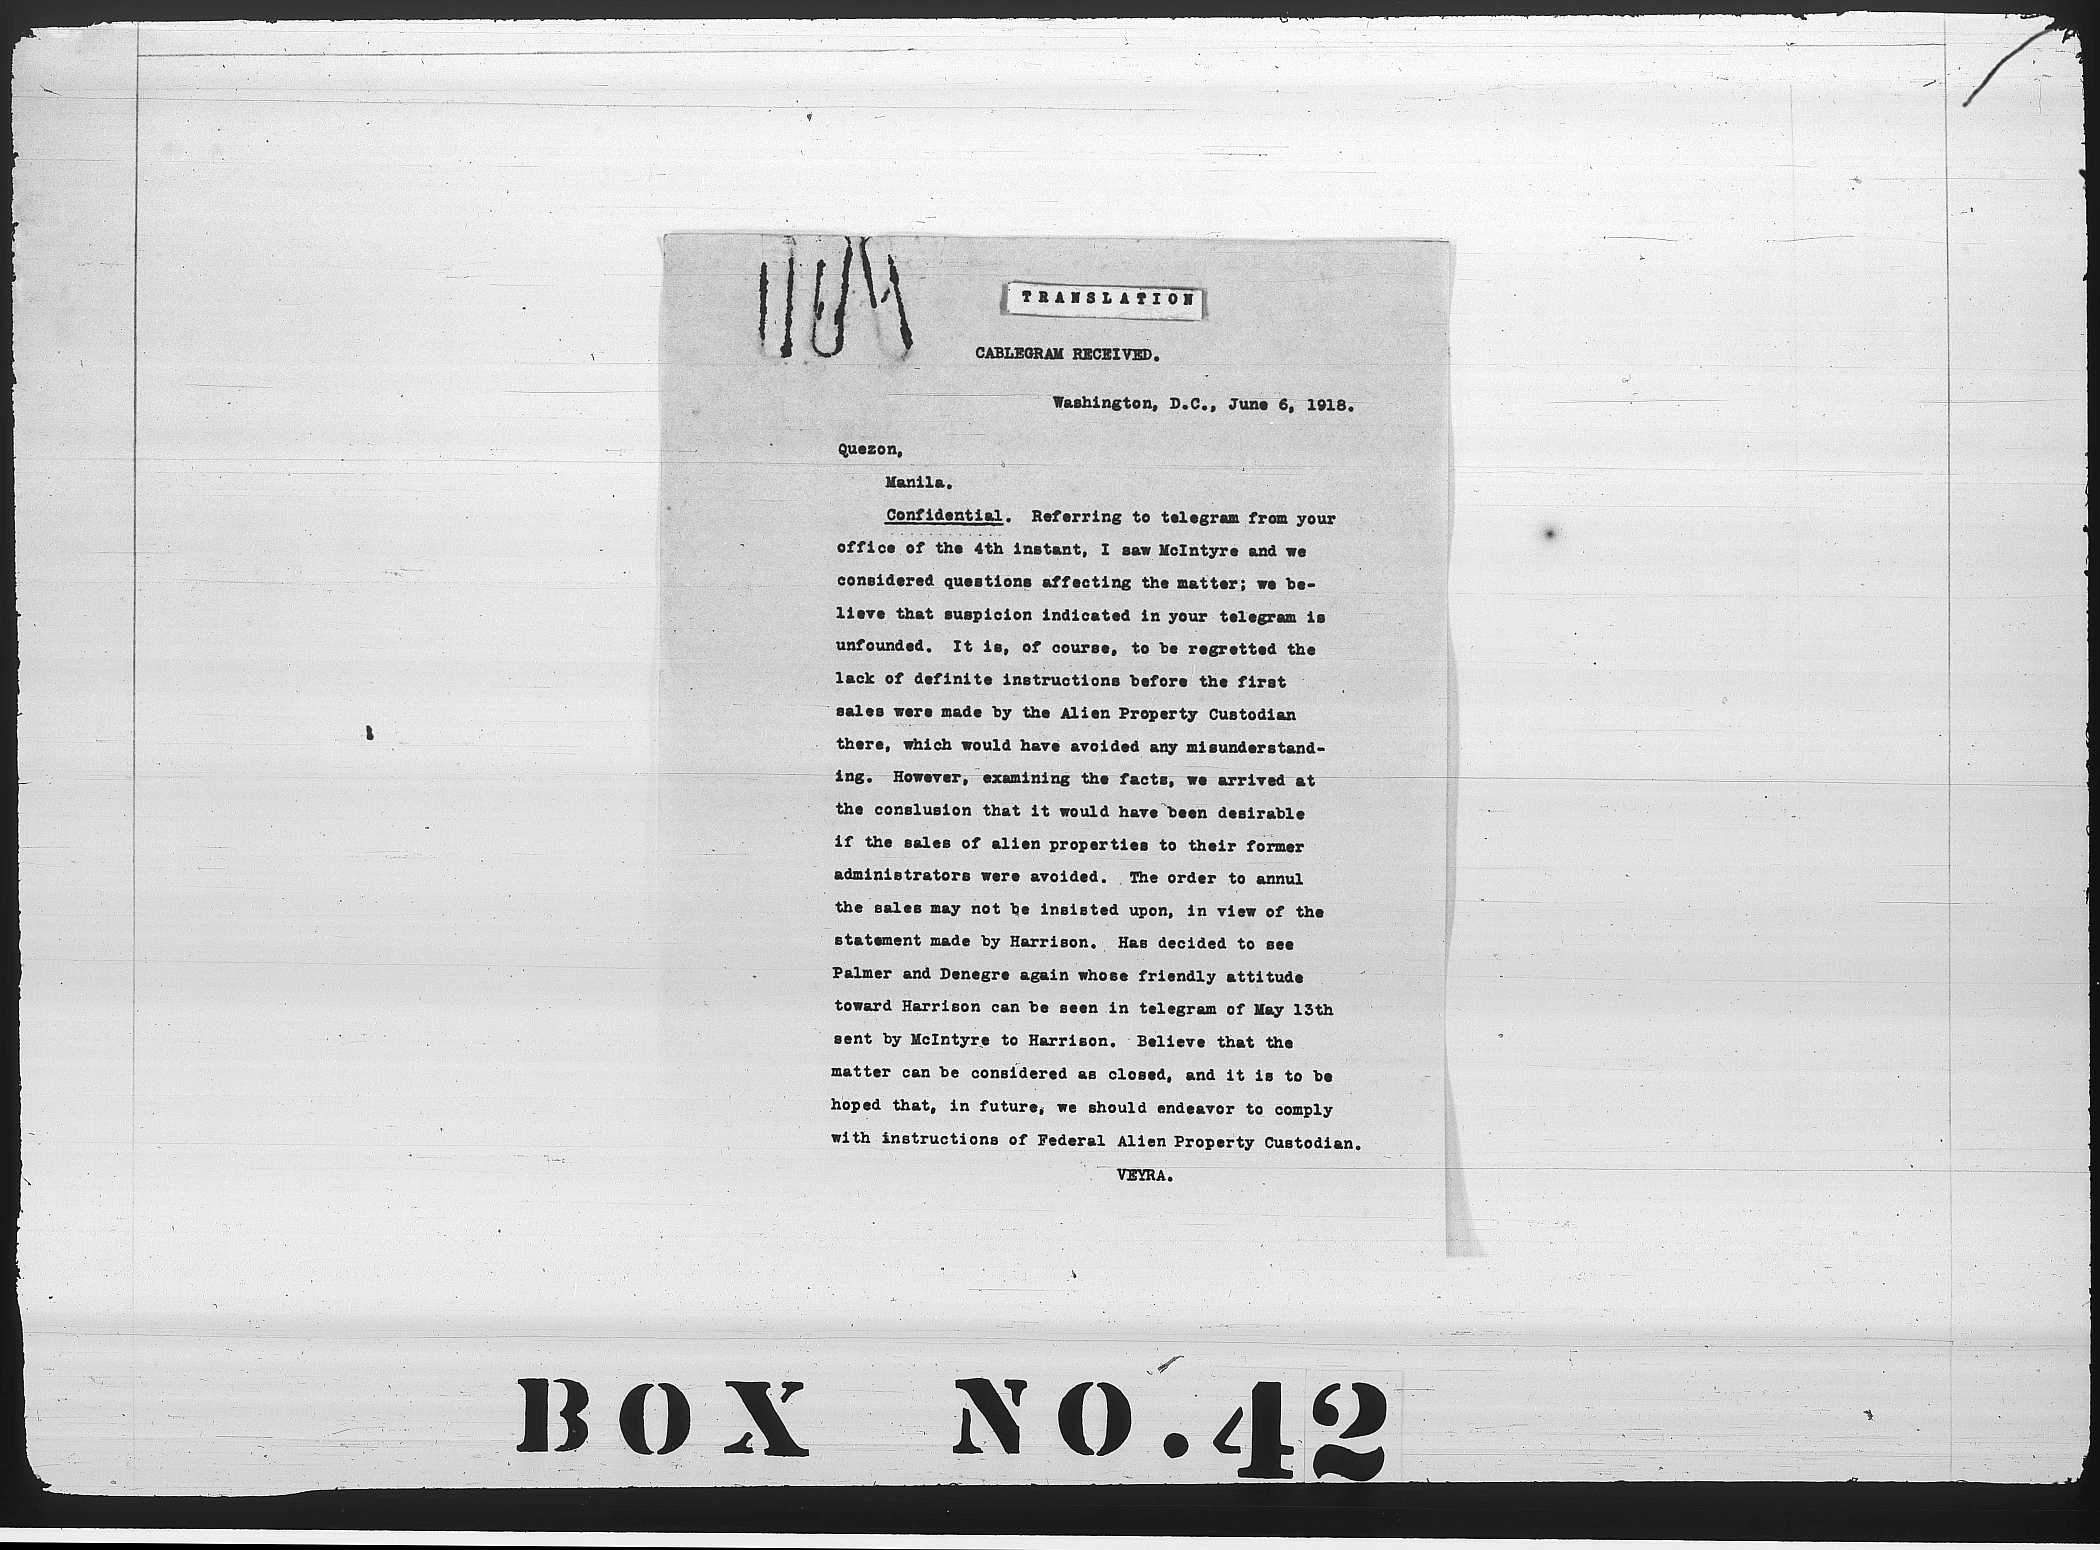 TRANSLATION
CABLEGRAM RECEIVED.
Washington, D.C., June 6, 1918.
Quezon,
Manila.
Confidential. Referring to telegram from your
office of the 4th instant, I saw McIntyre and we
considered questions affecting the matter; we be-
lieve that suspicion indicated in your telegram is
unfounded. It is, of course, to be regretted the
lack of definite instructions before the first
sales were made by the Alien Property Custodian
there, which would have avoided any misunderstand-
ing. However, examining the facts, we arrived at
the conslusion that it would have been desirable
if the sales of alien properties to their former
administrators were avoided. The order to annul
the sales may not be insisted upon, in view of the
statement made by Harrison. Has decided to see
Palmer and Denegre again whose friendly attitude
toward Harrison can be seen in telegram of May 13th
sent by McIntyre to Harrison. Believe that the
matter can be considered as closed, and it is to be
hoped that, in future, we should endeavor to comply
with instructions of Federal Alien Property Custodian.
VEYRA.
BOX NO. 42